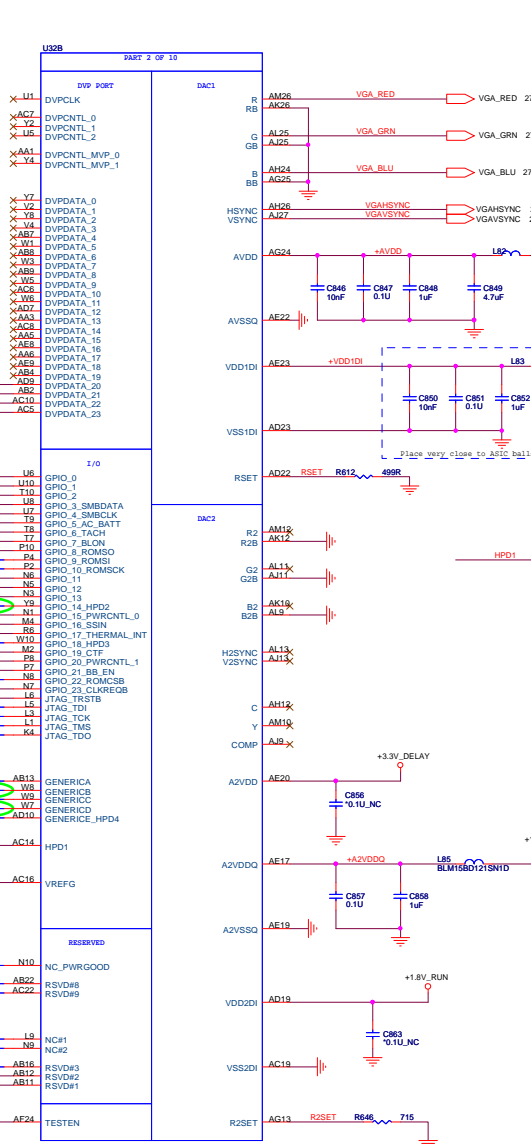 U32B
PART 2 OF 10
DVP PORT
DAC1
U1 DVPCLK
AC7 DVPCNTL_0
Y2 DVPCNTL_1
U5 DVPCNTL_2
AA1 DVPCNTL_MVP_0
Y4 DVPCNTL_MVP_1
Y7 DVPDATA_0
V2 DVPDATA_1
Y8 DVPDATA_2
V4 DVPDATA_3
AB7 DVPDATA_4
W1 DVPDATA_5
AB8 DVPDATA_6
W3 DVPDATA_7
AB9 DVPDATA_8
W5 DVPDATA_9
AC6 DVPDATA_10
W6 DVPDATA_11
AD7 DVPDATA_12
AA3 DVPDATA_13
AC8 DVPDATA_14
AA5 DVPDATA_15
AE8 DVPDATA_16
AA6 DVPDATA_17
AE9 DVPDATA_18
AB4 DVPDATA_19
AD9 DVPDATA_20
AB2 DVPDATA_21
AC10 DVPDATA_22
AC5 DVPDATA_23
R AM26 VGA_RED VGA_RED 27
RB AK26
G AL25 VGA_GRN VGA_GRN 27
GB AJ25
B AH24 VGA_BLU VGA_BLU 27
BB AG25
HSYNC AH26 VGAHSYNC VGAHSYNC
VSYNC AJ27 VGAVSYNC VGAVSYNC
AVDD AG24 +AVDD L82
C846 10nF
C847 0.1U
C848 1uF
C849 4.7uF
AVSSQ AE22
VDD1DI AE23 +VDD1DI L83
C850 10nF
C851 0.1U
C852 1uF
VSS1DI AD23
Place very close to ASIC ball
RSET AD22 RSET R612 499R
I/O
U6 GPIO_0
U10 GPIO_1
T10 GPIO_2
U8 GPIO_3_SMBDATA
U7 GPIO_4_SMBCLK
T9 GPIO_5_AC_BATT
T8 GPIO_6_TACH
T7 GPIO_7_BLON
P10 GPIO_8_ROMSO
P4 GPIO_9_ROMSI
P2 GPIO_10_ROMSCK
N6 GPIO_11
N5 GPIO_12
N3 GPIO_13
Y9 GPIO_14_HPD2
N1 GPIO_15_PWRCNTL_0
M4 GPIO_16_SSIN
R6 GPIO_17_THERMAL_INT
W10 GPIO_18_HPD3
M2 GPIO_19_CTF
P8 GPIO_20_PWRCNTL_1
P7 GPIO_21_BB_EN
N8 GPIO_22_ROMCSB
N7 GPIO_23_CLKREQB
L6 JTAG_TRSTB
L5 JTAG_TDI
L3 JTAG_TCK
L1 JTAG_TMS
K4 JTAG_TDO
DAC2
R2 AM12
R2B AK12
G2 AL11
G2B AJ11
B2 AK10
B2B AL9
H2SYNC AL13
V2SYNC AJ13
C AH12
Y AM10
COMP AJ9
HPD1
AB13 GENERICA
W8 GENERICB
W9 GENERICC
W7 GENERICD
AD10 GENERICE_HPD4
AC14 HPD1
AC16 VREFG
+3.3V_DELAY
A2VDD AE20
C856
*0.1U_NC
A2VDDQ AE17 +A2VDDQ L85
BLM15BD121SN1D
C857 0.1U
C858 1uF
A2VSSQ AE19
RESERVED
N10 NC_PWRGOOD
AB22 RSVD#8
AC22 RSVD#9
L9 NC#1
N9 NC#2
AB16 RSVD#3
AB12 RSVD#2
AB11 RSVD#1
AF24 TESTEN
+1.8V_RUN
VDD2DI AD19
C863
*0.1U_NC
VSS2DI AC19
R2SET AG13 R2SET R646 715